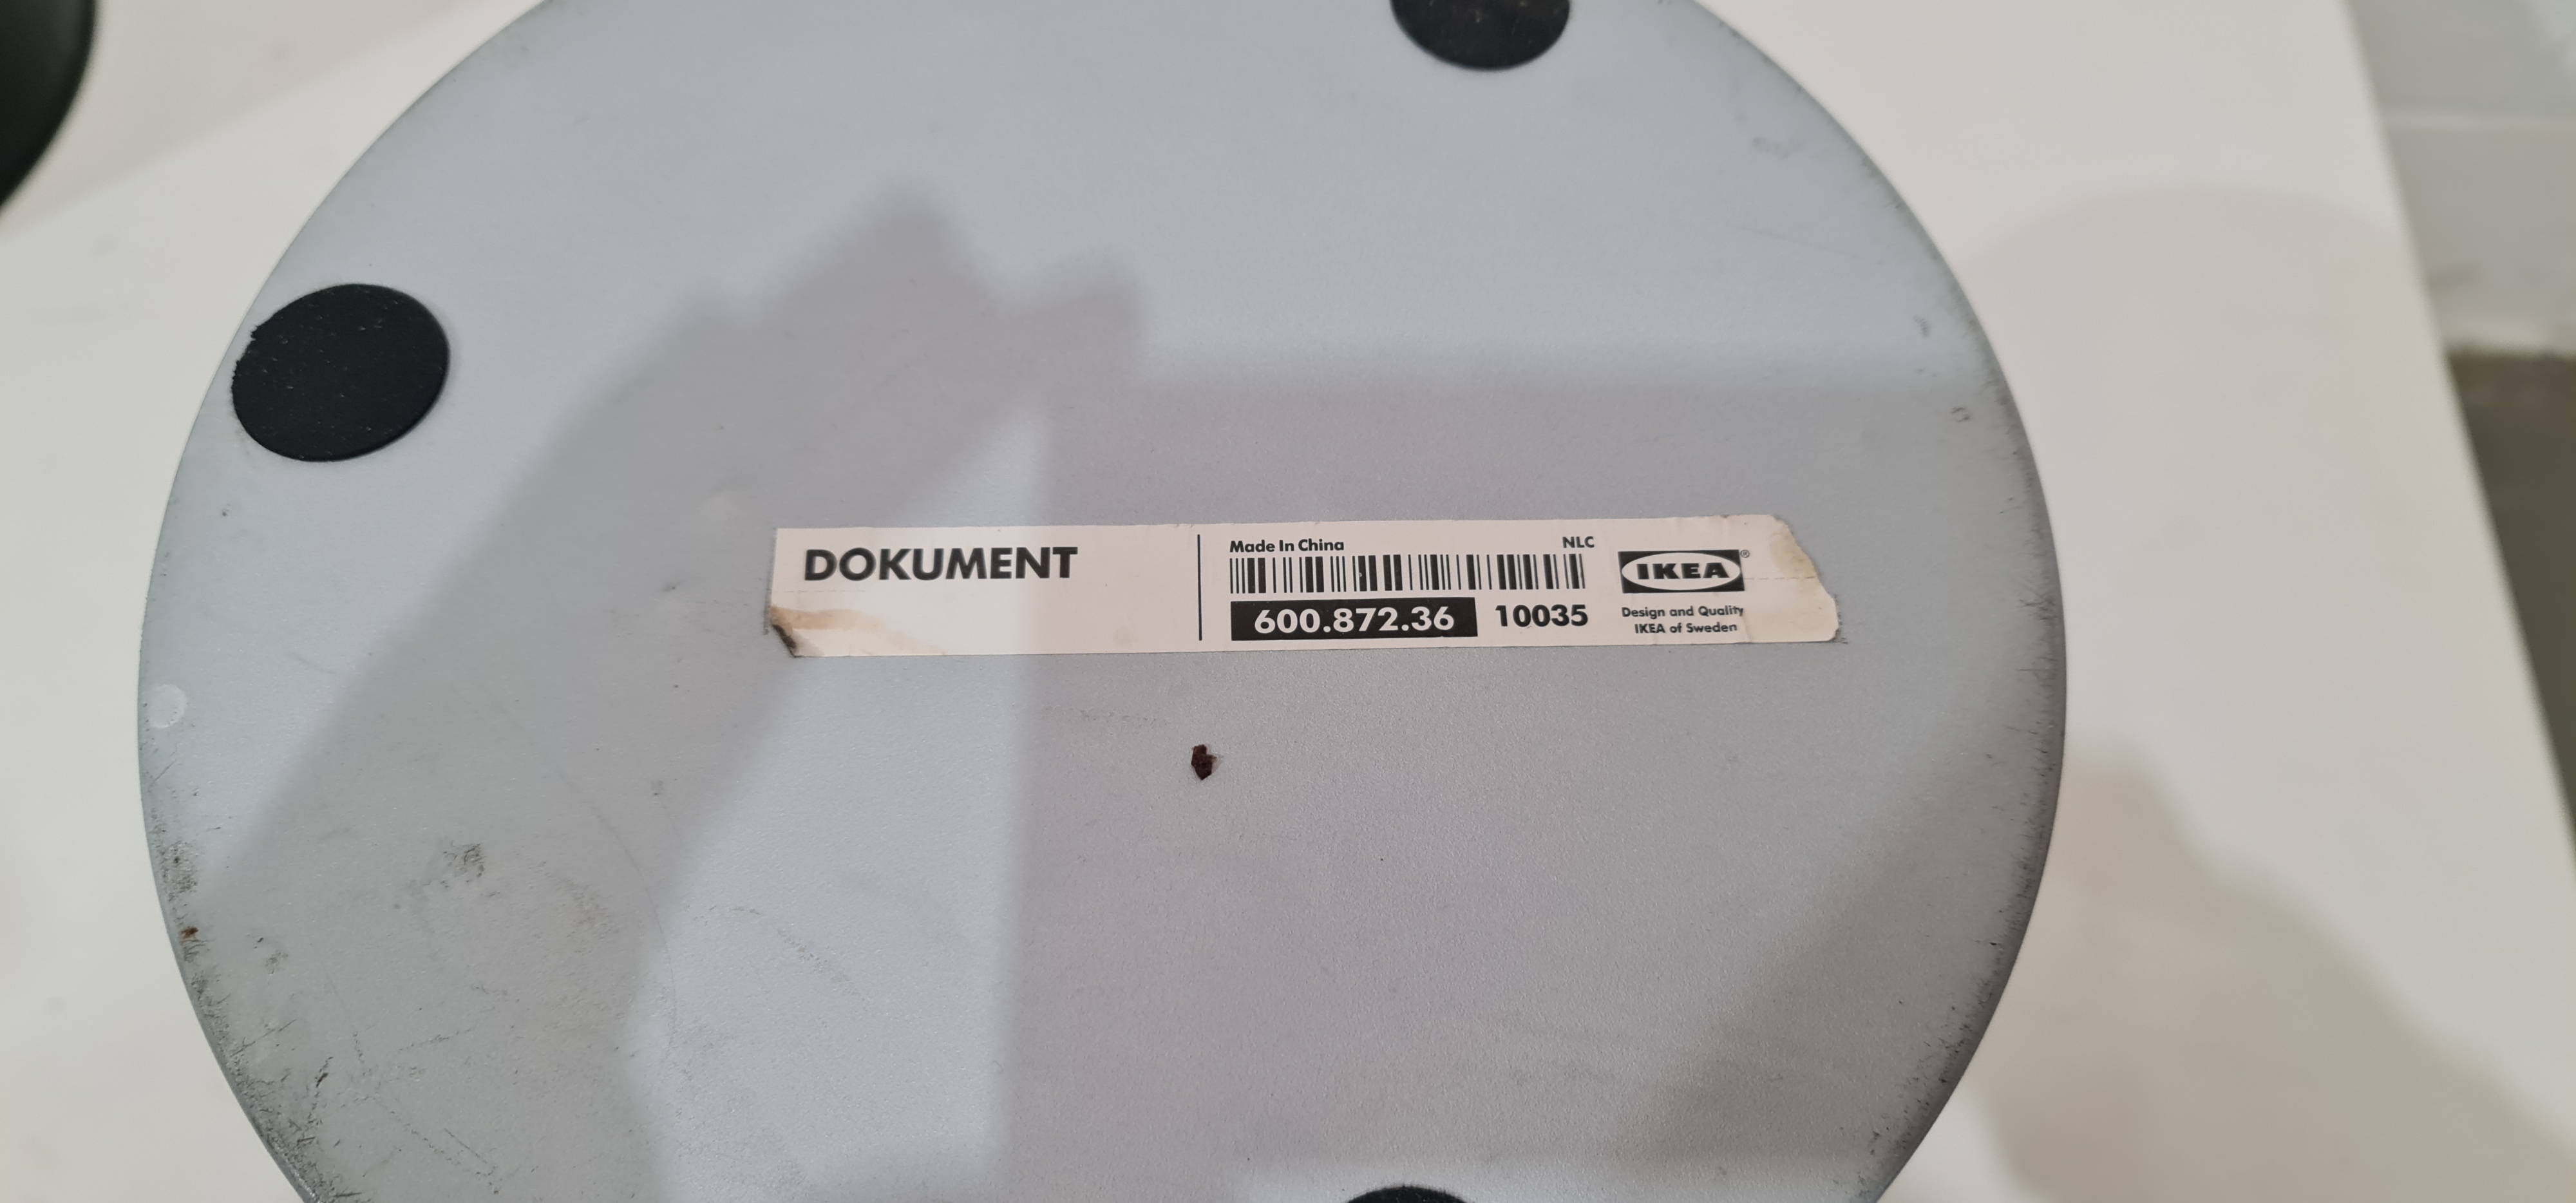 DOKUMENT
Made In China NLC
600.872.36 10035
IKEA®
Design and Quality
IKEA of Sweden